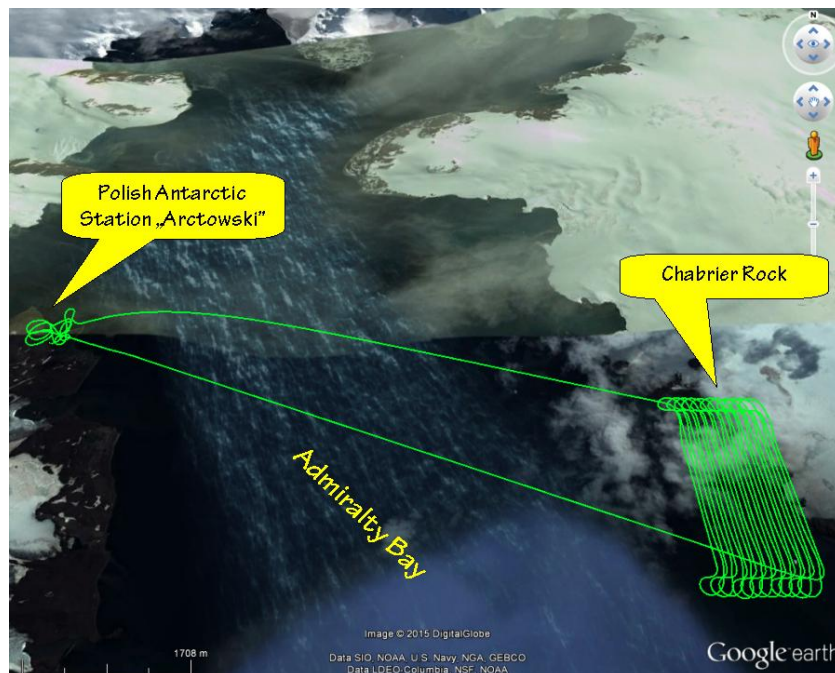 N
Polish Antarctic
Station „Arctowski”
Chabrier Rock
Admiralty Bay
Image © 2015 DigitalGlobe
1708 m
Data SIO, NOAA, U.S. Navy, NGA, GEBCO
Data LDEO-Columbia, NSF, NOAA
Google earth